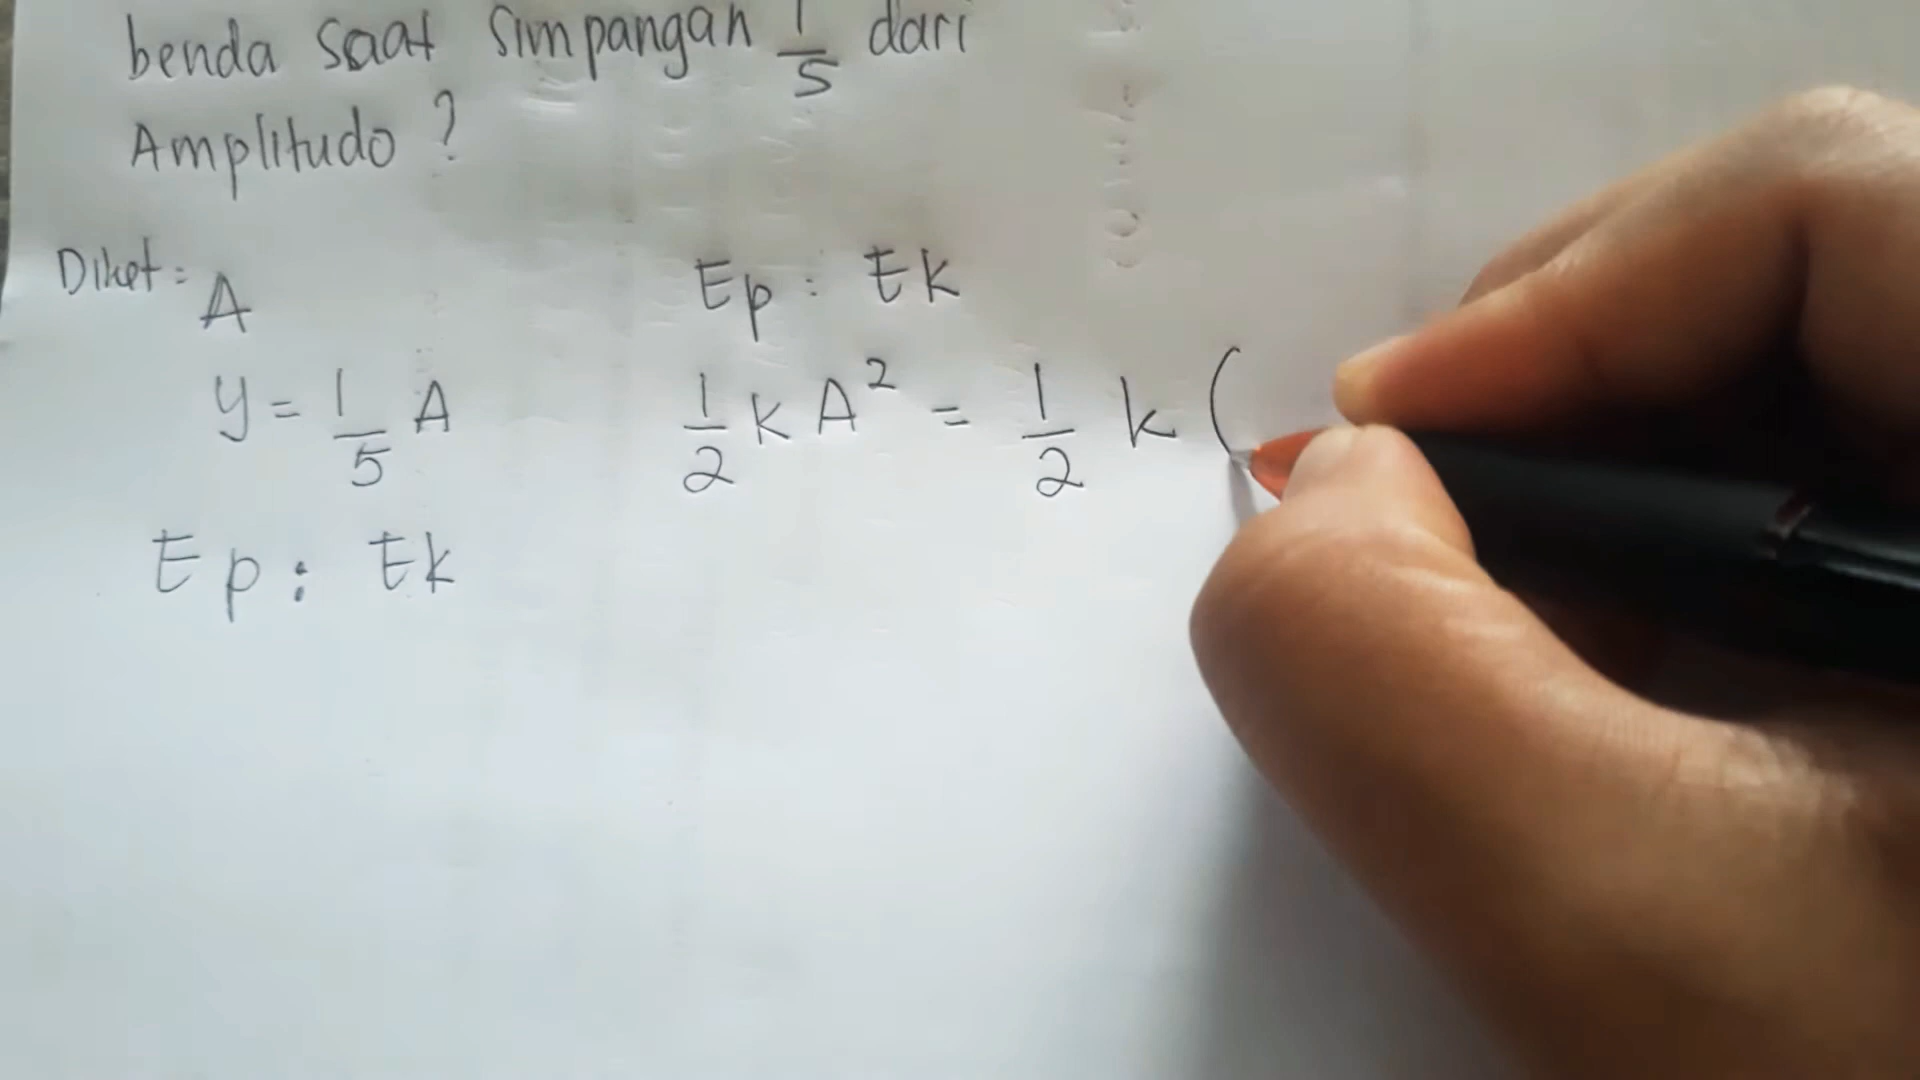 benda saat simpangan 1/5 dari
Amplitudo ?
Diket = A
y = 1/5 A
Ep : Ek
Ep : Ek
1/2 k A² = 1/2 k (